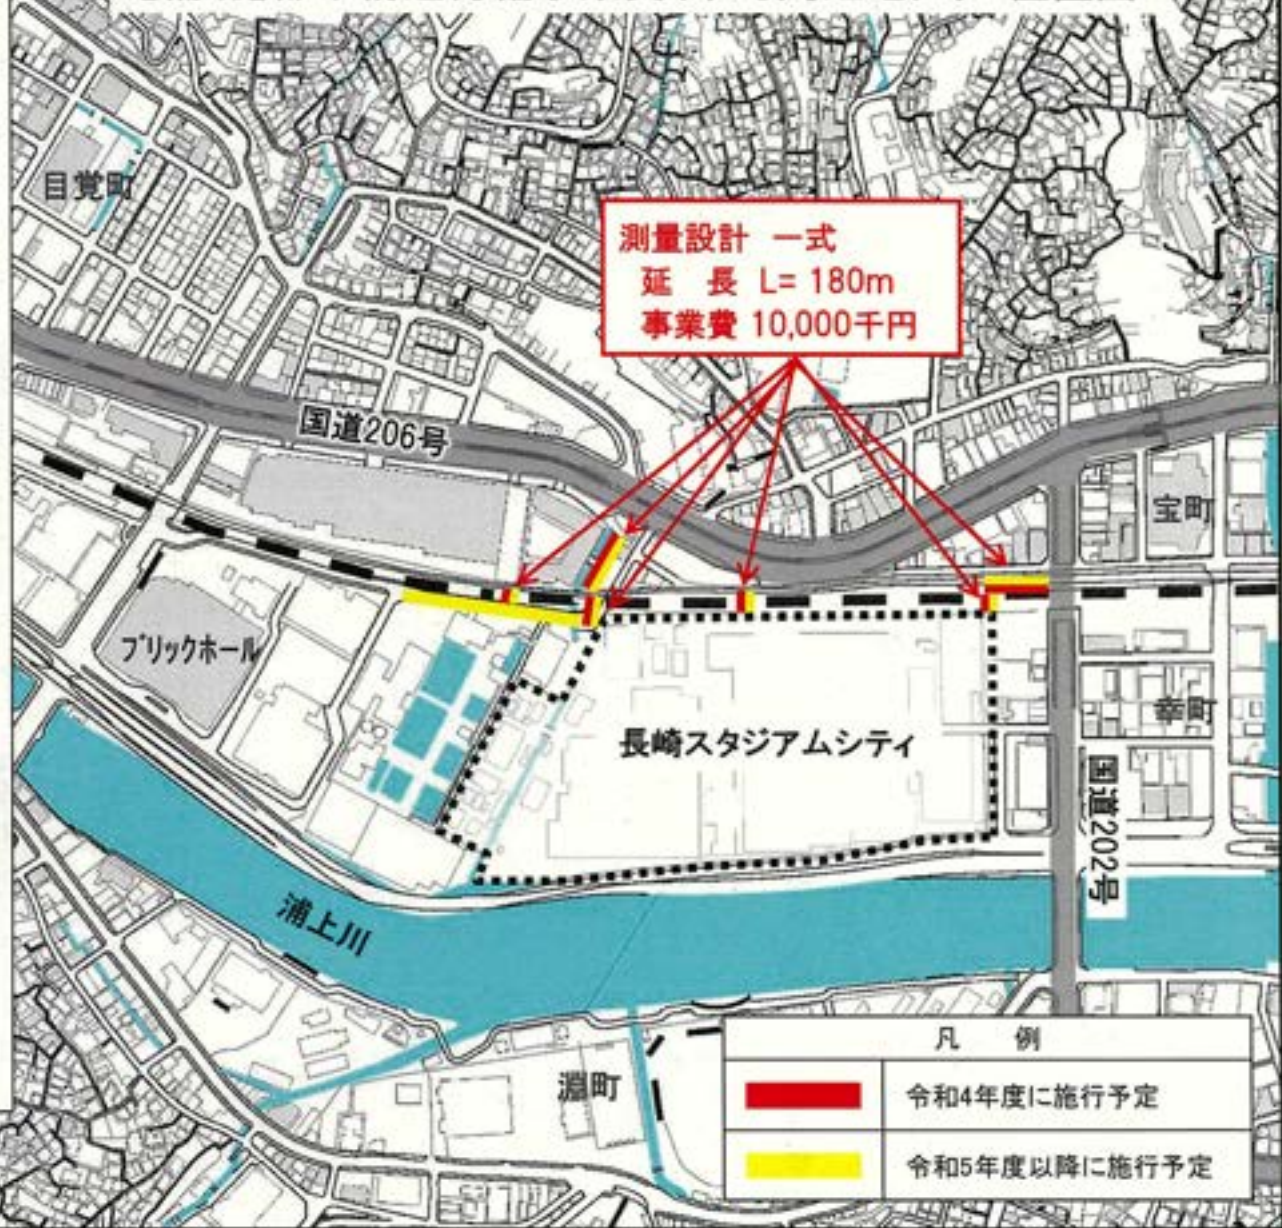 目覚町
測量設計 一式
延 長 L= 180m
事業費 10,000千円
国道206号
宝町
ブリックホール
長崎スタジアムシティ
幸町
国道202号
浦上川
淵町
凡 例
令和4年度に施行予定
令和5年度以降に施行予定